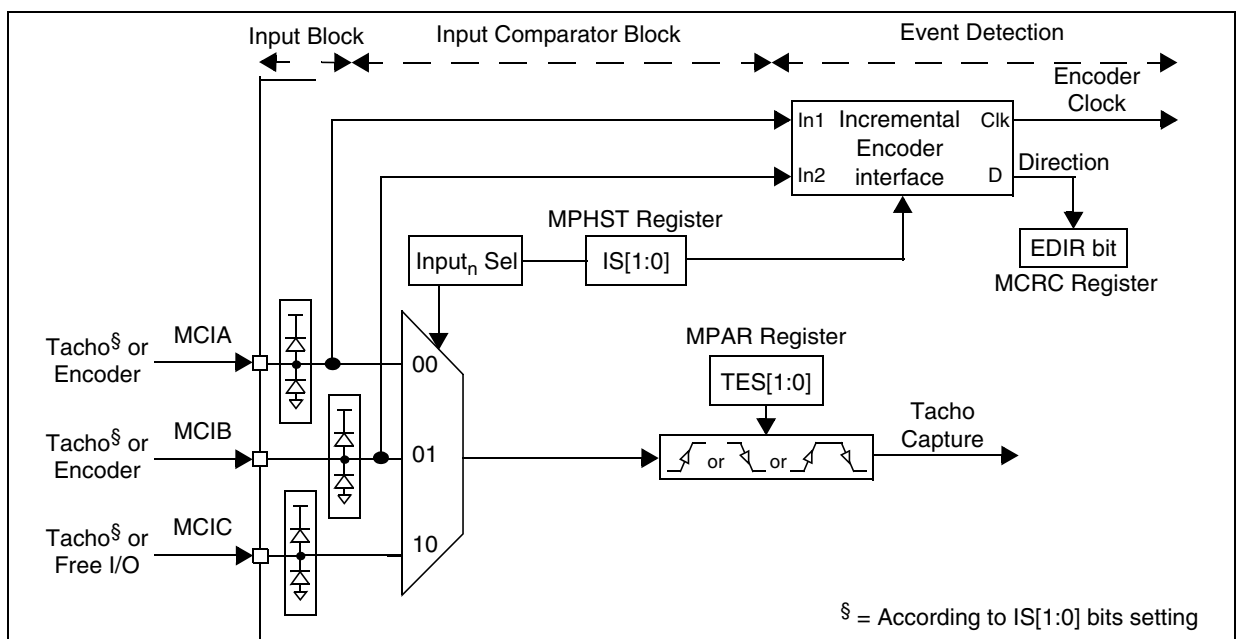 Input Block
Input Comparator Block
Event Detection
Encoder
Clock
In1 Incremental Clk
Encoder
In2 interface D
Direction
MPHST Register
Inputn Sel
IS[1:0]
EDIR bit
MCRC Register
Tacho§ or
Encoder
MCIA
00
MPAR Register
TES[1:0]
Tacho§ or
Encoder
MCIB
01
or or
Tacho
Capture
Tacho§ or
Free I/O
MCIC
10
§ = According to IS[1:0] bits setting